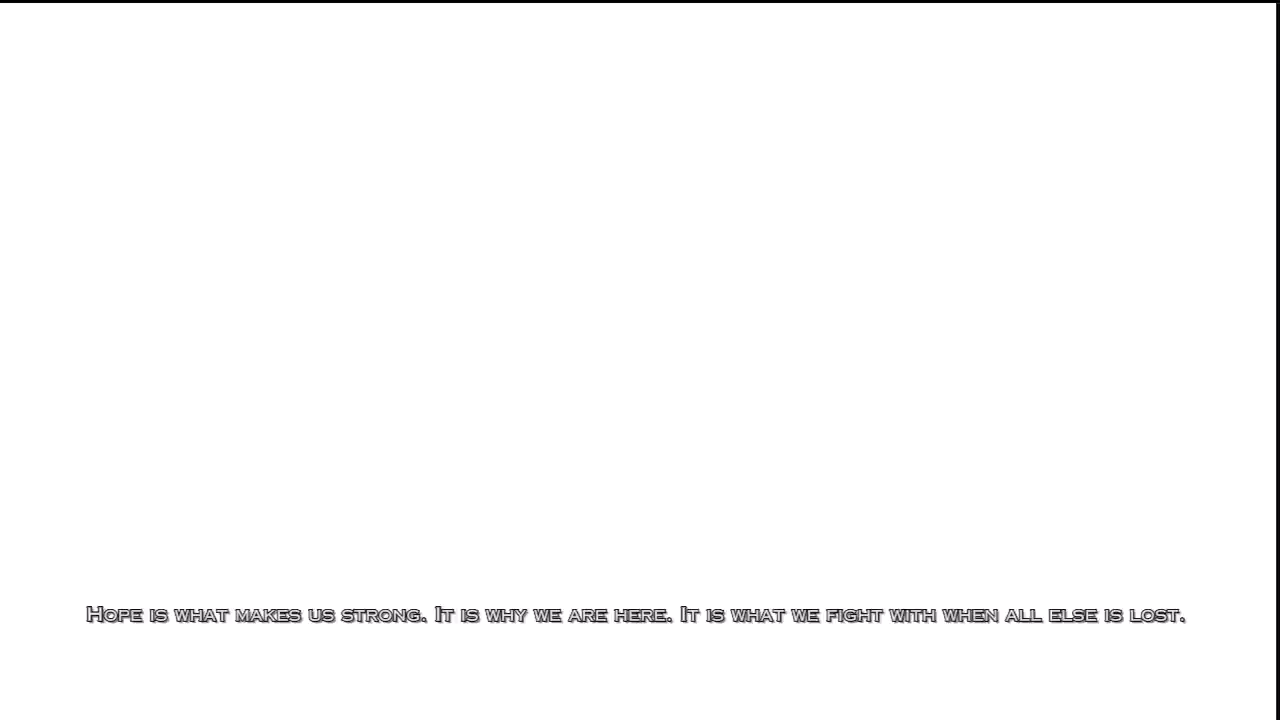 Hope is what makes us strong. It is why we are here. It is what we fight with when all else is lost.